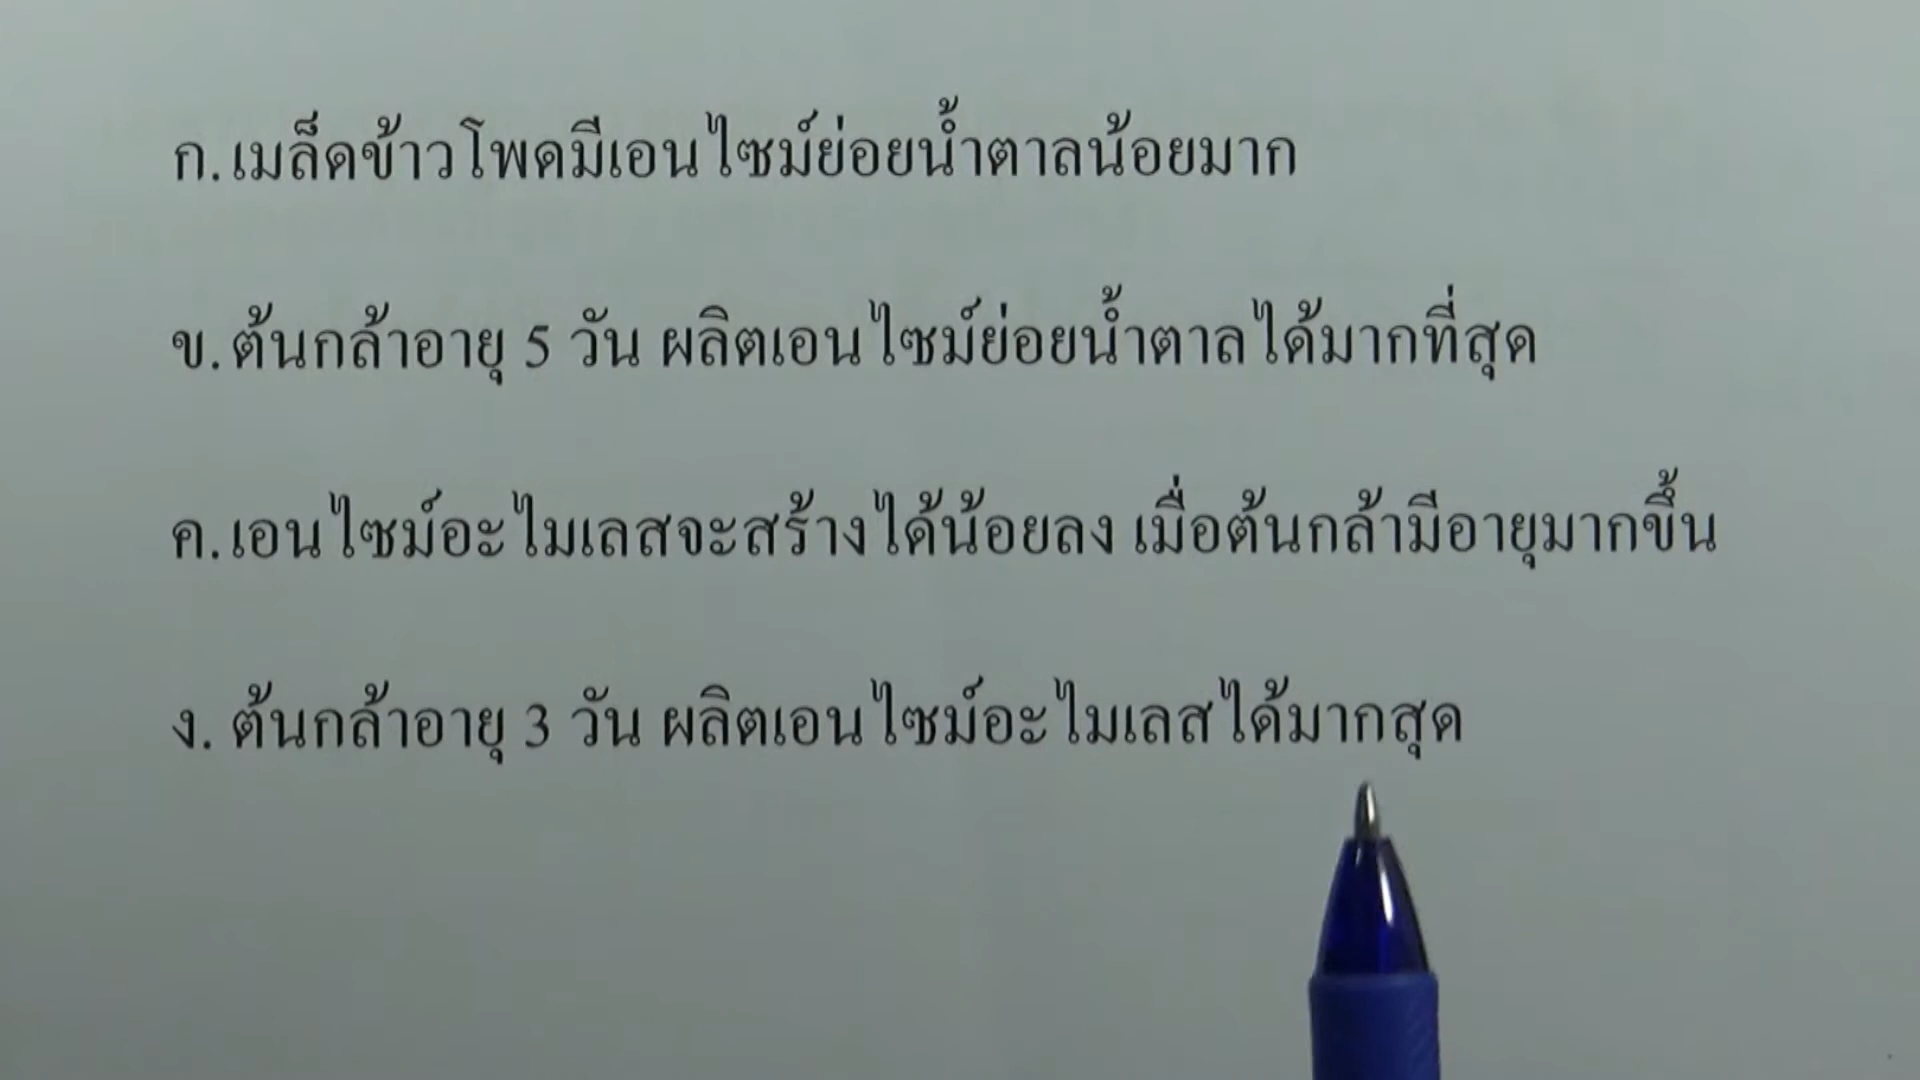 ก. เมล็ดข้าวโพดมีเอนไซม์ย่อยน้ำตาลน้อยมาก
ข. ต้นกล้าอายุ 5 วัน ผลิตเอนไซม์ย่อยน้ำตาลได้มากที่สุด
ค. เอนไซม์อะไมเลสจะสร้างได้น้อยลง เมื่อต้นกล้ามีอายุมากขึ้น
ง. ต้นกล้าอายุ 3 วัน ผลิตเอนไซม์อะไมเลสได้มากสุด